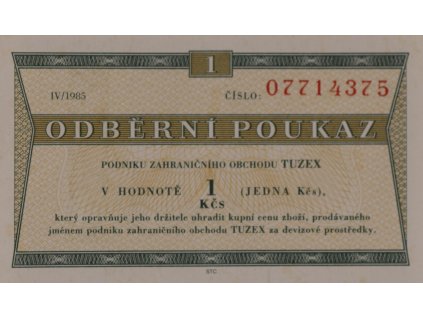 1
IV/1985 ČÍSLO: 07714375
ODBĚRNÍ POUKAZ
PODNIKU ZAHRANIČNÍHO OBCHODU TUZEX
V HODNOTĚ 1 (JEDNA Kčs),
KČS
který opravňuje jeho držitele uhradit kupní cenu zboží, prodávaného
jménem podniku zahraničního obchodu TUZEX za devizové prostředky.
STC